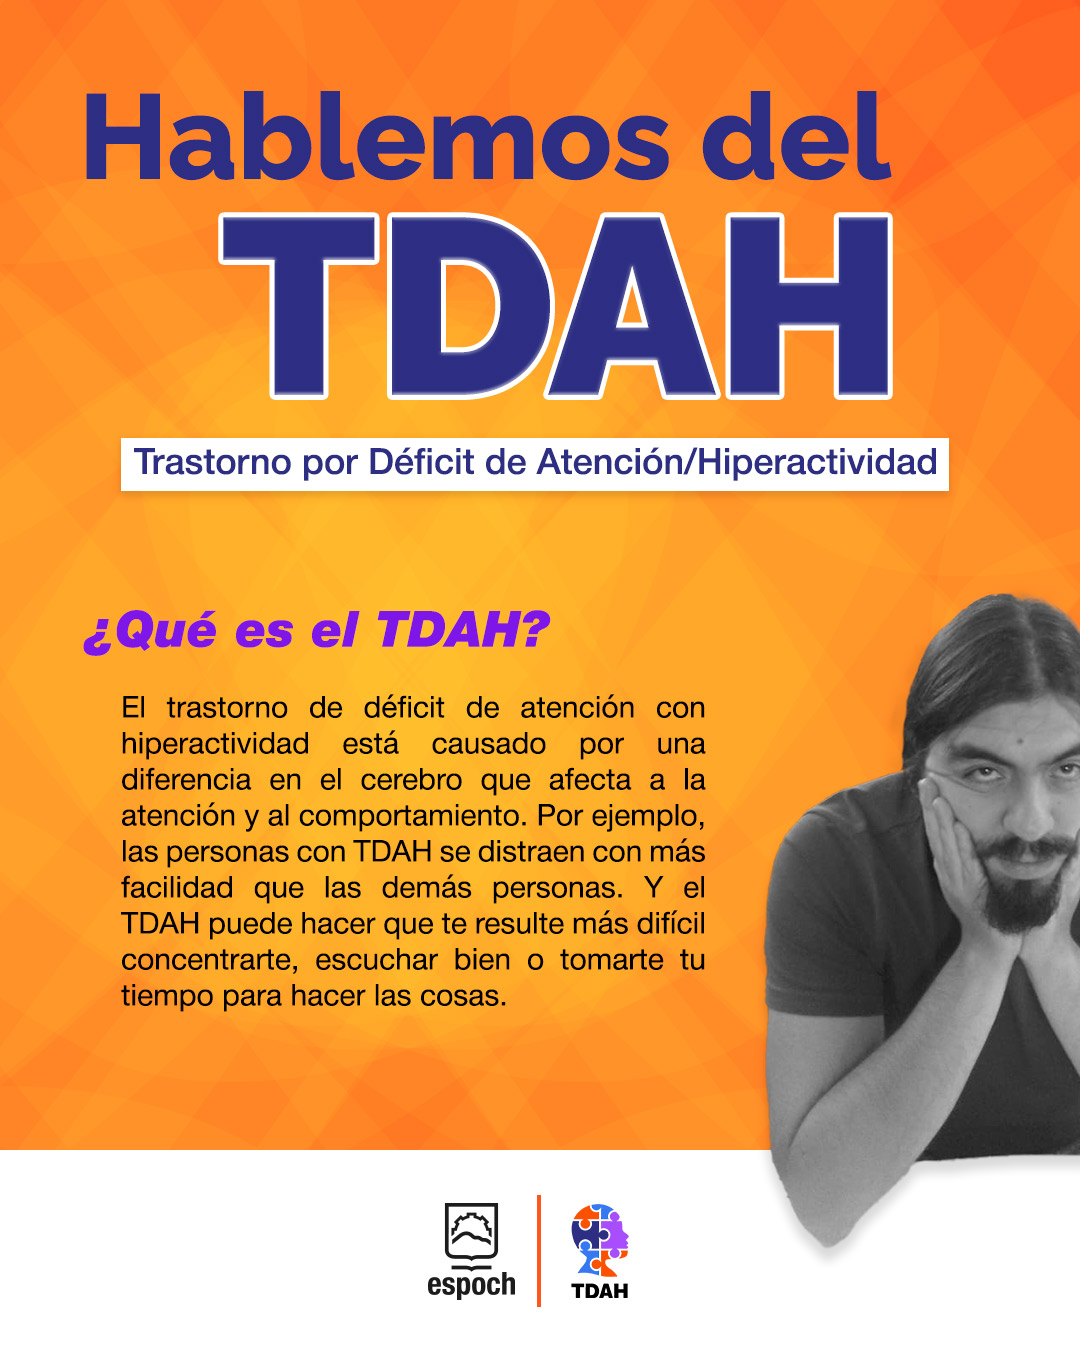 Hablemos del
TDAH
Trastorno por Déficit de Atención/Hiperactividad
¿Qué es el TDAH?
El trastorno de déficit de atención con
hiperactividad está causado por una
diferencia en el cerebro que afecta a la
atención y al comportamiento. Por ejemplo,
las personas con TDAH se distraen con más
facilidad que las demás personas. Y el
TDAH puede hacer que te resulte más difícil
concentrarte, escuchar bien o tomarte tu
tiempo para hacer las cosas.
espoch
TDAH